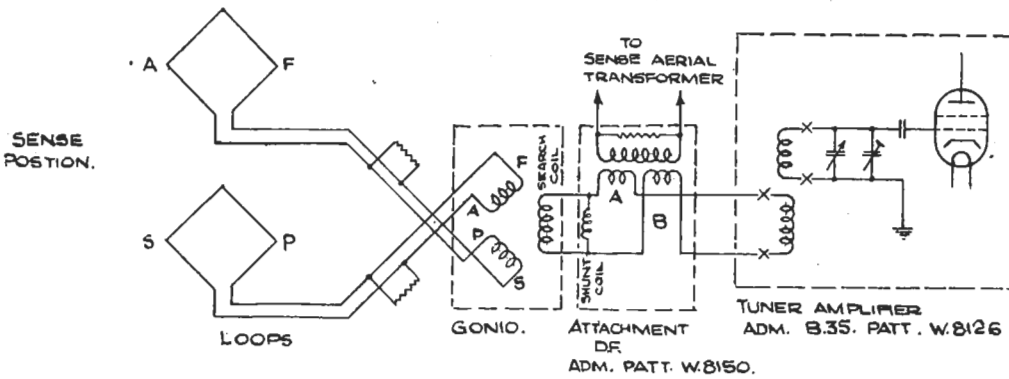 SENSE
POSTION.
A
F
S
P
LOOPS
F
A
P
S
GONIO.
SEARCH
COIL
TO
SENSE AERIAL
TRANSFORMER
A
B
SHUNT
COIL
ATTACHMENT
D.F.
ADM. PATT. W.8150.
TUNER AMPLIFIER
ADM. B.35. PATT. W.8126